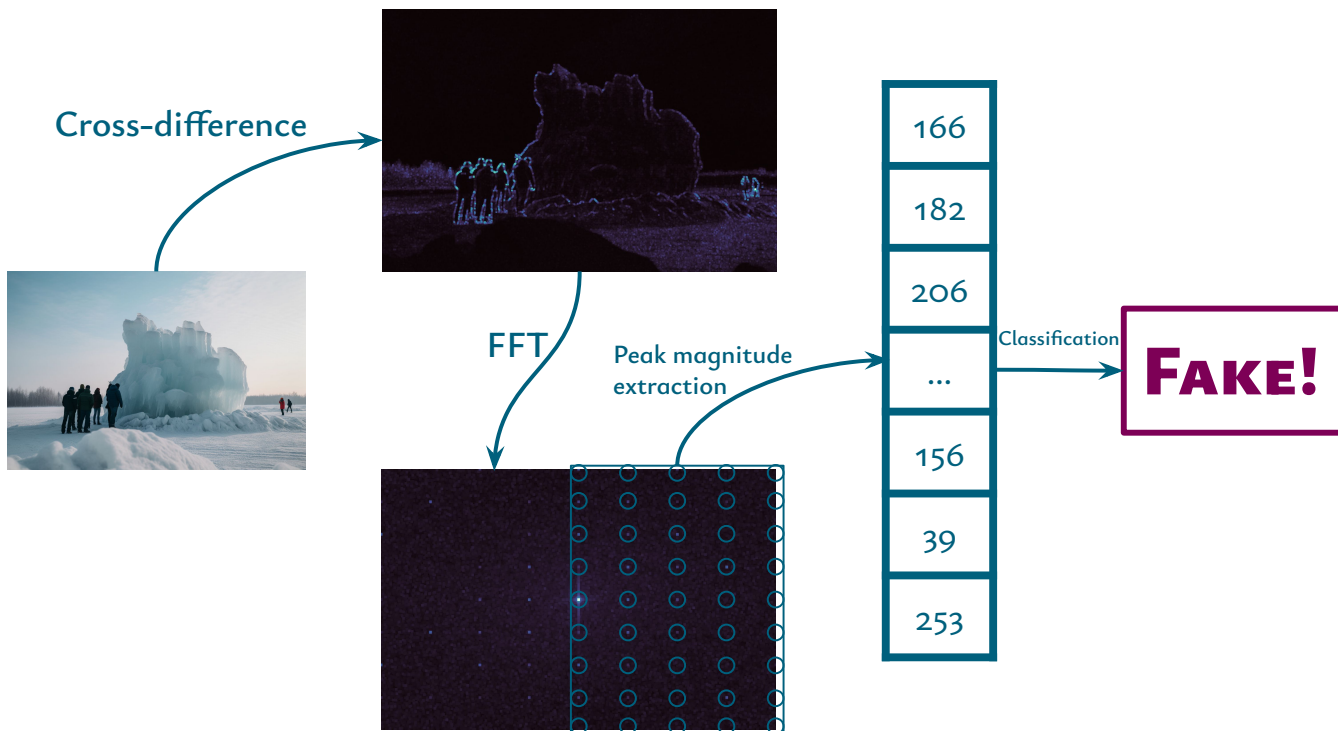 Cross-difference
FFT
Peak magnitude
extraction
166
182
206
...
156
39
253
Classification
FAKE!